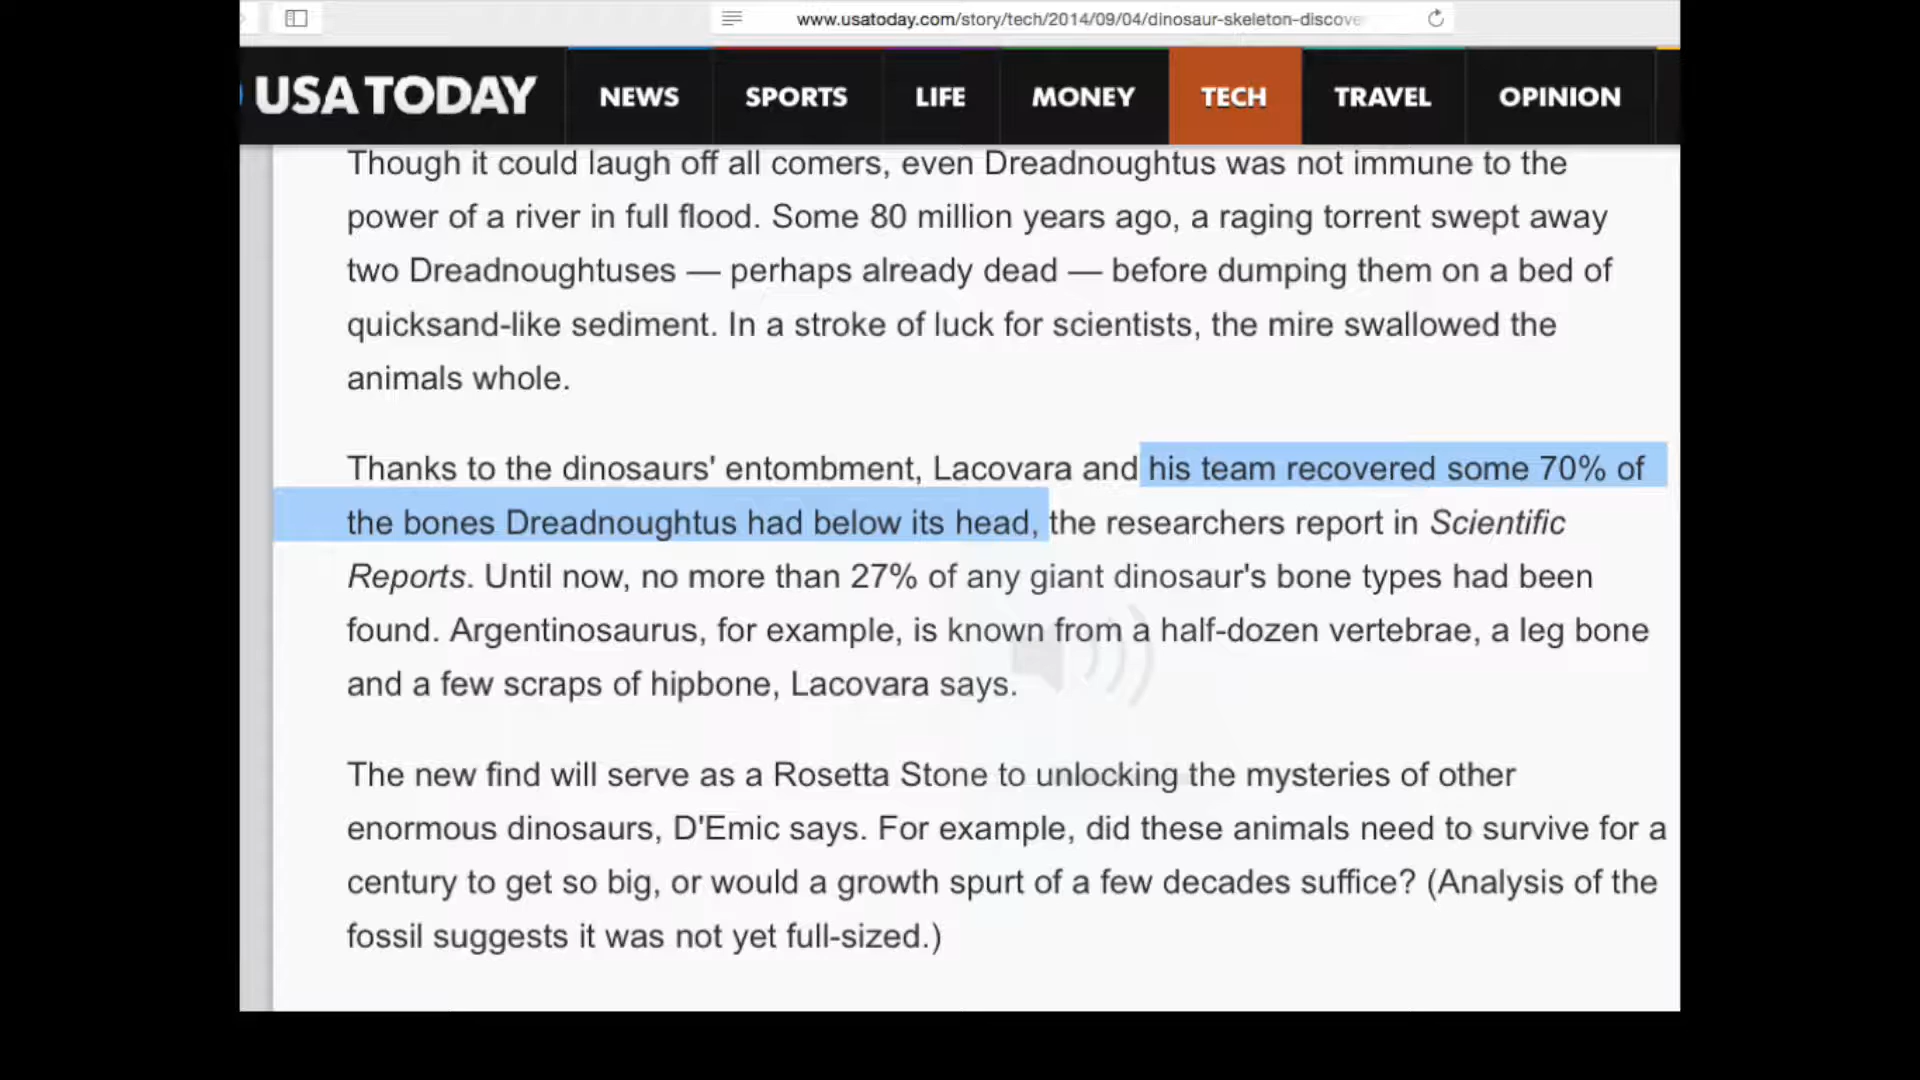 www.usatoday.com/story/tech/2014/09/04/dinosaur-skeleton-discove
USA TODAY NEWS SPORTS LIFE MONEY TECH TRAVEL OPINION
Though it could laugh off all comers, even Dreadnoughtus was not immune to the
power of a river in full flood. Some 80 million years ago, a raging torrent swept away
two Dreadnoughtuses — perhaps already dead — before dumping them on a bed of
quicksand-like sediment. In a stroke of luck for scientists, the mire swallowed the
animals whole.
Thanks to the dinosaurs' entombment, Lacovara and his team recovered some 70% of
the bones Dreadnoughtus had below its head, the researchers report in Scientific
Reports. Until now, no more than 27% of any giant dinosaur's bone types had been
found. Argentinosaurus, for example, is known from a half-dozen vertebrae, a leg bone
and a few scraps of hipbone, Lacovara says.
The new find will serve as a Rosetta Stone to unlocking the mysteries of other
enormous dinosaurs, D'Emic says. For example, did these animals need to survive for a
century to get so big, or would a growth spurt of a few decades suffice? (Analysis of the
fossil suggests it was not yet full-sized.)